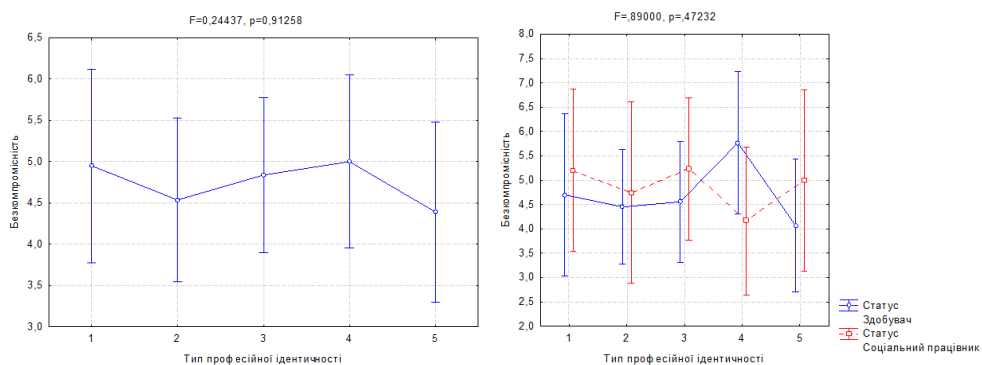 F=0,24437, p=0,91258
6,5
6,0
5,5
5,0
4,5
4,0
3,5
3,0
Безкомпромісність
1 2 3 4 5
Тип професійної ідентичності
F=,89000, p=,47232
8,0
7,5
7,0
6,5
6,0
5,5
5,0
4,5
4,0
3,5
3,0
2,5
2,0
Безкомпромісність
1 2 3 4 5
Тип професійної ідентичності
Статус
Здобувач
Статус
Соціальний працівник